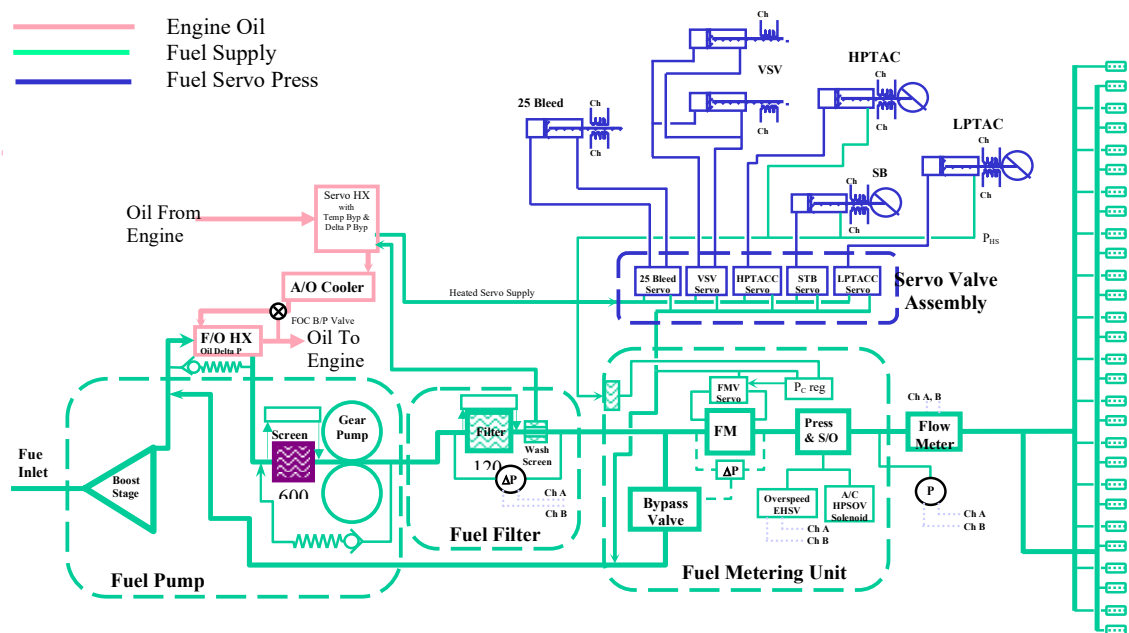 Engine Oil
Fuel Supply
Fuel Servo Press
Ch
VSV
Ch
HPTAC
Ch
Ch
25 Bleed
Ch
Ch
LPTAC
Ch
Ch
SB
Ch
Ch
PHS
Oil From
Engine
Servo HX
with
Temp Byp &
Delta P Byp
A/O Cooler
FOC B/P Valve
F/O HX
Oil Delta P
Oil To
Engine
Heated Servo Supply
25 Bleed
Servo
VSV
Servo
HPTACC
Servo
STB
Servo
LPTACC
Servo
Servo Valve
Assembly
Fue
Inlet
Boost
Stage
Screen
600
Gear
Pump
Fuel Pump
Filter
120
Wash
Screen
ΔP
Ch A
Ch B
Fuel Filter
FMV
Servo
PC reg
FM
ΔP
Press
& S/O
Bypass
Valve
Overspeed
EHSV
A/C
HPSOV
Solenoid
Ch A
Ch B
Fuel Metering Unit
Ch A, B
Flow
Meter
P
Ch A
Ch B